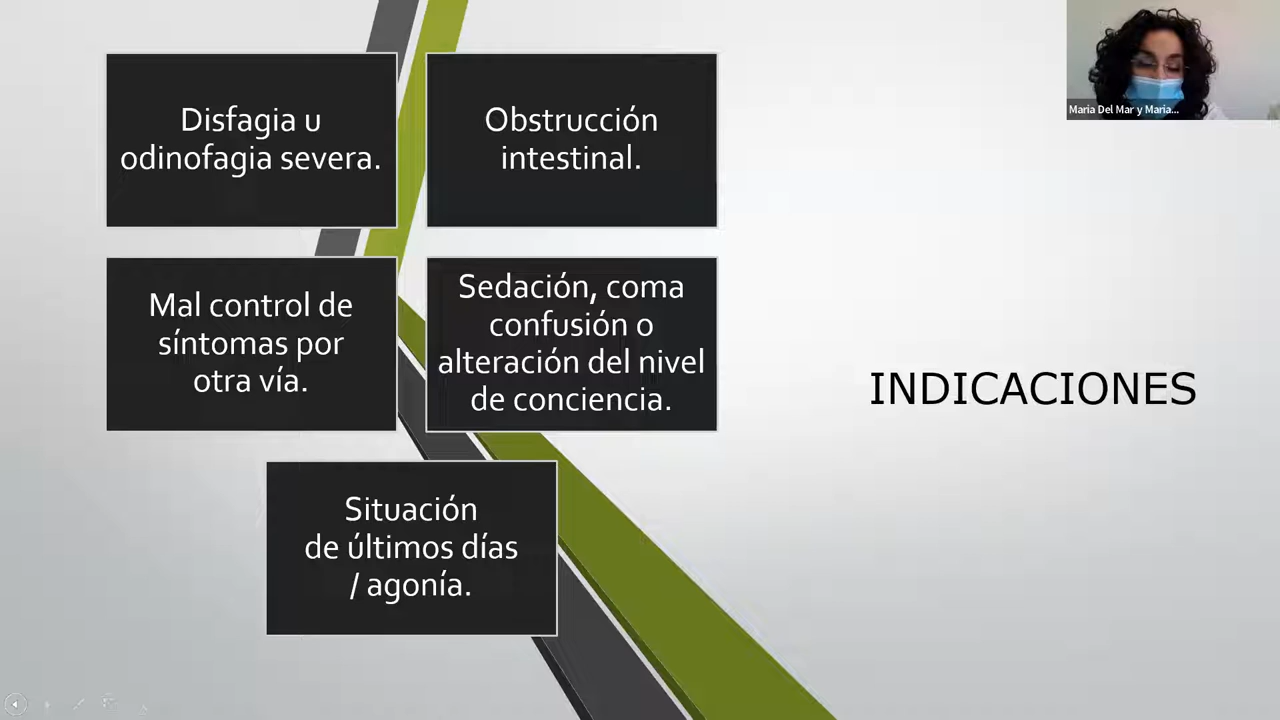 Disfagia u
odinofagia severa.
Obstrucción
intestinal.
Mal control de
síntomas por
otra vía.
Sedación, coma
confusión o
alteración del nivel
de conciencia.
Situación
de últimos días
/ agonía.
INDICACIONES
Maria Del Mar y Maria...